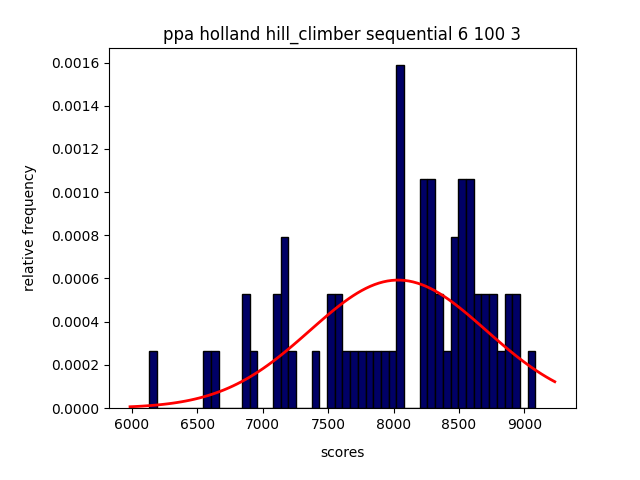 ppa holland hill_climber sequential 6 100 3
relative frequency
0.0016
0.0014
0.0012
0.0010
0.0008
0.0006
0.0004
0.0002
0.0000
6000 6500 7000 7500 8000 8500 9000
scores